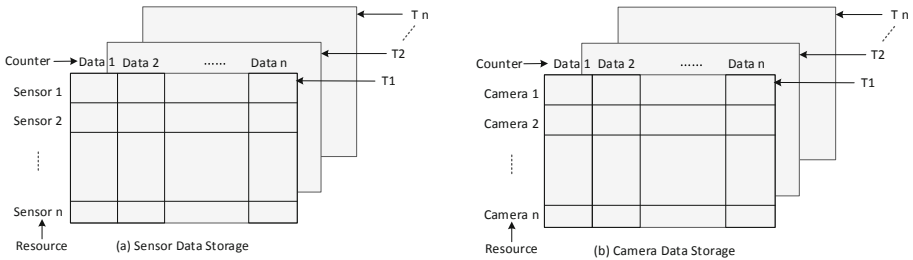 T n
T2
Counter Data 1 Data 2 ...... Data n
T1
Sensor 1
Sensor 2
Sensor n
Resource
(a) Sensor Data Storage
T n
T2
Counter Data 1 Data 2 ...... Data n
T1
Camera 1
Camera 2
Camera n
Resource
(b) Camera Data Storage